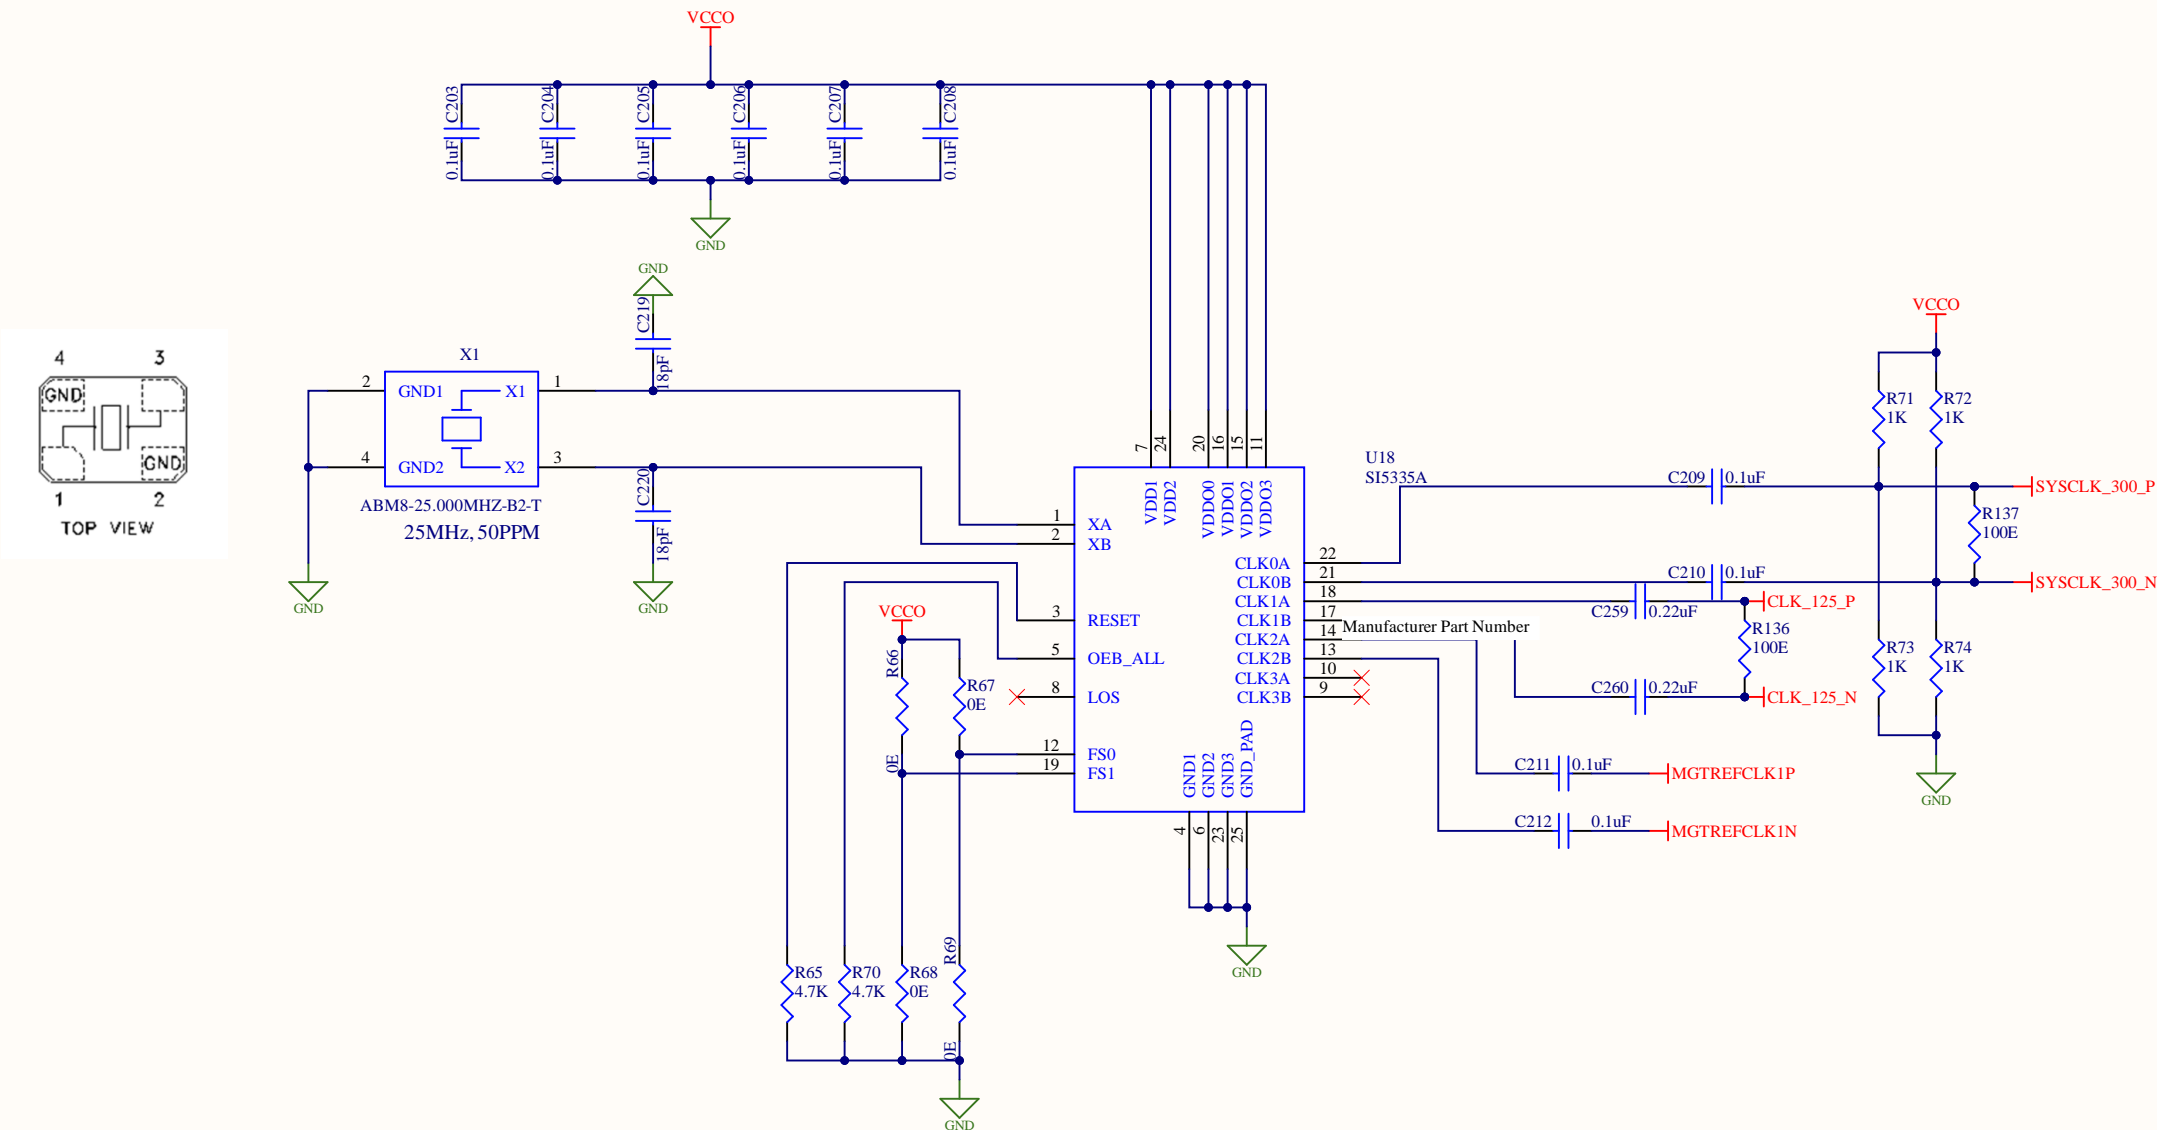 VCCO
C203
0.1uF
C204
0.1uF
C205
0.1uF
C206
0.1uF
C207
0.1uF
C208
0.1uF
GND
GND
C219
18pF
4 3
GND
GND
1 2
TOP VIEW
X1
2 GND1 X1 1
4 GND2 X2 3
ABM8-25.000MHZ-B2-T
25MHz, 50PPM
GND
C220
18pF
GND
7 24 20 16 15 11
VDD1 VDD2 VDDO0 VDDO1 VDDO2 VDDO3
U18
SI5335A
1 XA
2 XB
3 RESET
5 OEB_ALL
8 LOS
12 FS0
19 FS1
CLK0A 22
CLK0B 21
CLK1A 18
CLK1B 17
CLK2A 14
CLK2B 13
CLK3A 10
CLK3B 9
GND1 GND2 GND3 GND_PAD
4 6 23 25
GND
Manufacturer Part Number
VCCO
R66
0E
R67
0E
R65
4.7K
R70
4.7K
R68
0E
R69
0E
GND
VCCO
R71
1K
R72
1K
C209 0.1uF
SYSCLK_300_P
R137
100E
C210 0.1uF
SYSCLK_300_N
C259 0.22uF
CLK_125_P
R136
100E
C260 0.22uF
CLK_125_N
R73
1K
R74
1K
GND
C211 0.1uF
MGTREFCLK1P
C212 0.1uF
MGTREFCLK1N